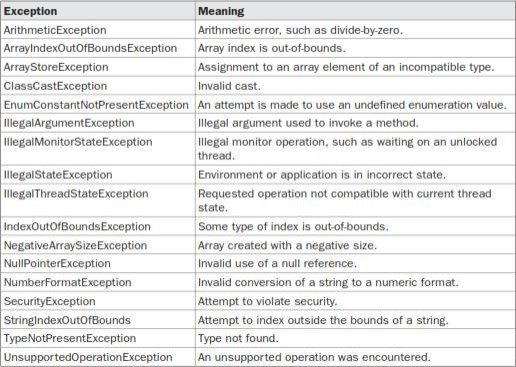 Exception Meaning
ArithmeticException Arithmetic error, such as divide-by-zero.
ArrayIndexOutOfBoundsException Array index is out-of-bounds.
ArrayStoreException Assignment to an array element of an incompatible type.
ClassCastException Invalid cast.
EnumConstantNotPresentException An attempt is made to use an undefined enumeration value.
IllegalArgumentException Illegal argument used to invoke a method.
IllegalMonitorStateException Illegal monitor operation, such as waiting on an unlocked
thread.
IllegalStateException Environment or application is in incorrect state.
IllegalThreadStateException Requested operation not compatible with current thread
state.
IndexOutOfBoundsException Some type of index is out-of-bounds.
NegativeArraySizeException Array created with a negative size.
NullPointerException Invalid use of a null reference.
NumberFormatException Invalid conversion of a string to a numeric format.
SecurityException Attempt to violate security.
StringIndexOutOfBounds Attempt to index outside the bounds of a string.
TypeNotPresentException Type not found.
UnsupportedOperationException An unsupported operation was encountered.